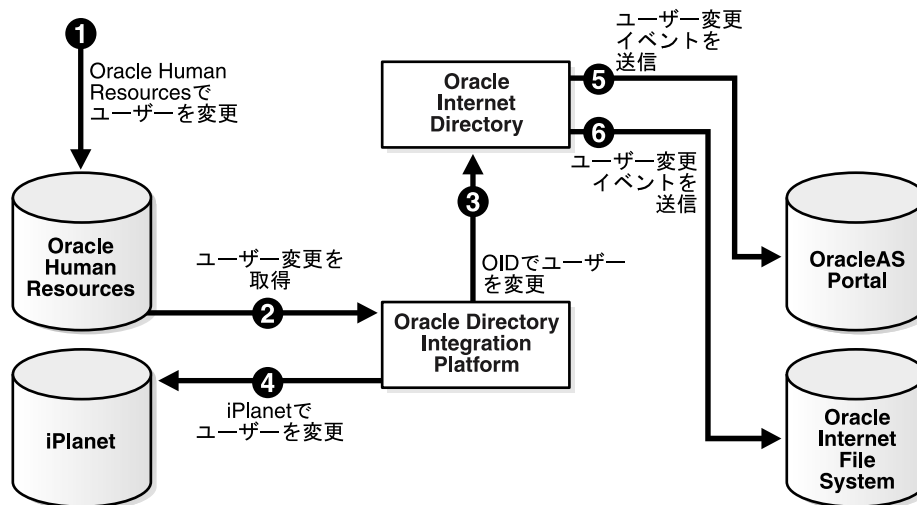 1
Oracle Human
Resourcesで
ユーザーを変更
Oracle
Human
Resources
ユーザー変更を
取得
2
Oracle Directory
Integration
Platform
3
OIDでユーザー
を変更
Oracle
Internet
Directory
4
iPlanetで
ユーザーを変更
iPlanet
ユーザー変更
イベントを
送信
5
6
ユーザー変更
イベントを
送信
OracleAS
Portal
Oracle
Internet
File
System